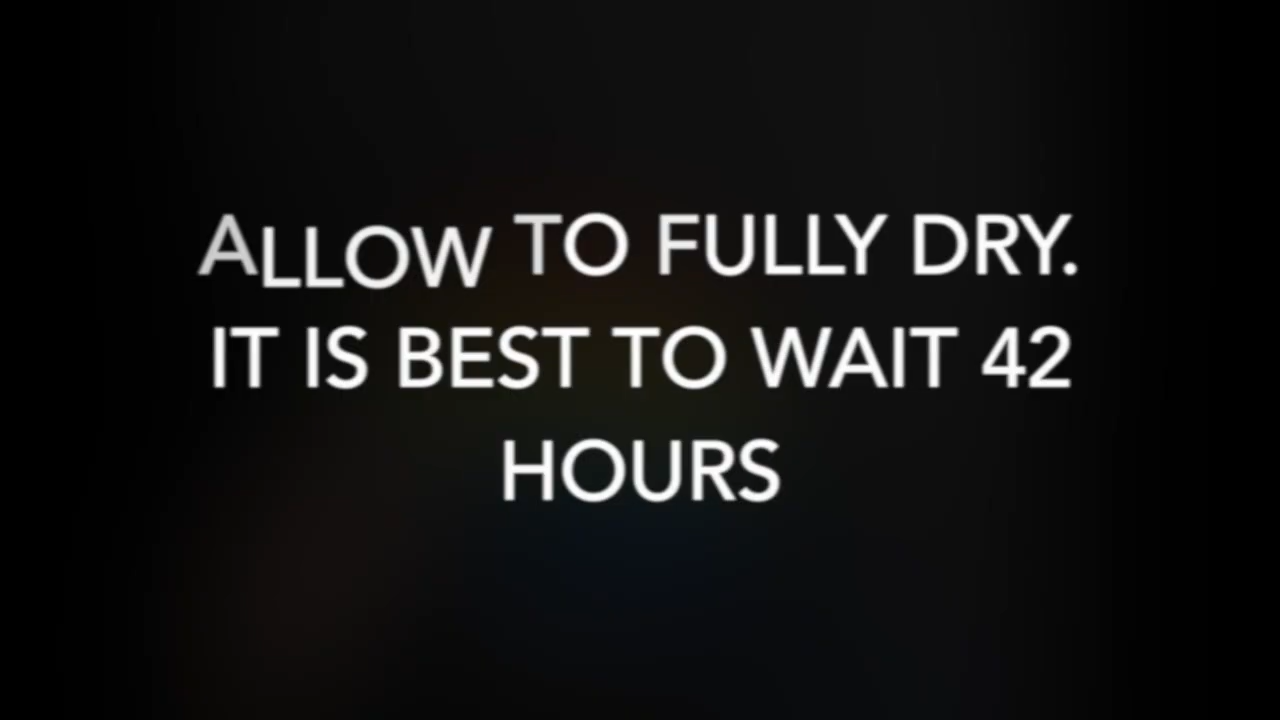 ALLOW TO FULLY DRY.
IT IS BEST TO WAIT 42
HOURS